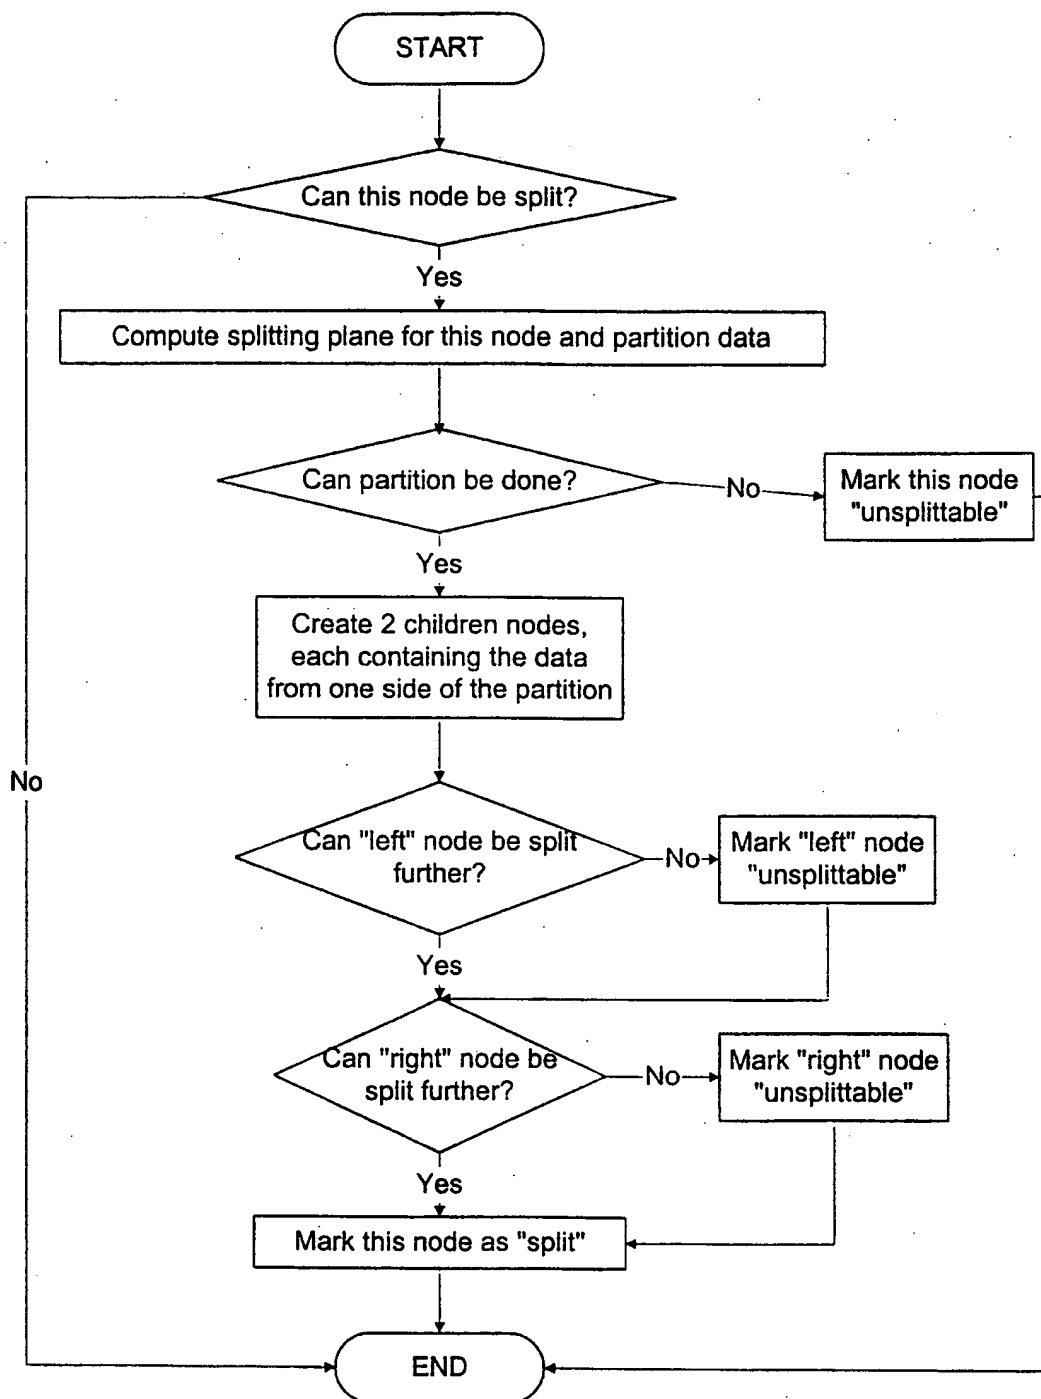 START
Can this node be split?
Yes
Compute splitting plane for this node and partition data
Can partition be done?
No
Mark this node
"unsplittable"
Yes
Create 2 children nodes,
each containing the data
from one side of the partition
No
Can "left" node be split
further?
No
Mark "left" node
"unsplittable"
Yes
Can "right" node be
split further?
No
Mark "right" node
"unsplittable"
Yes
Mark this node as "split"
END